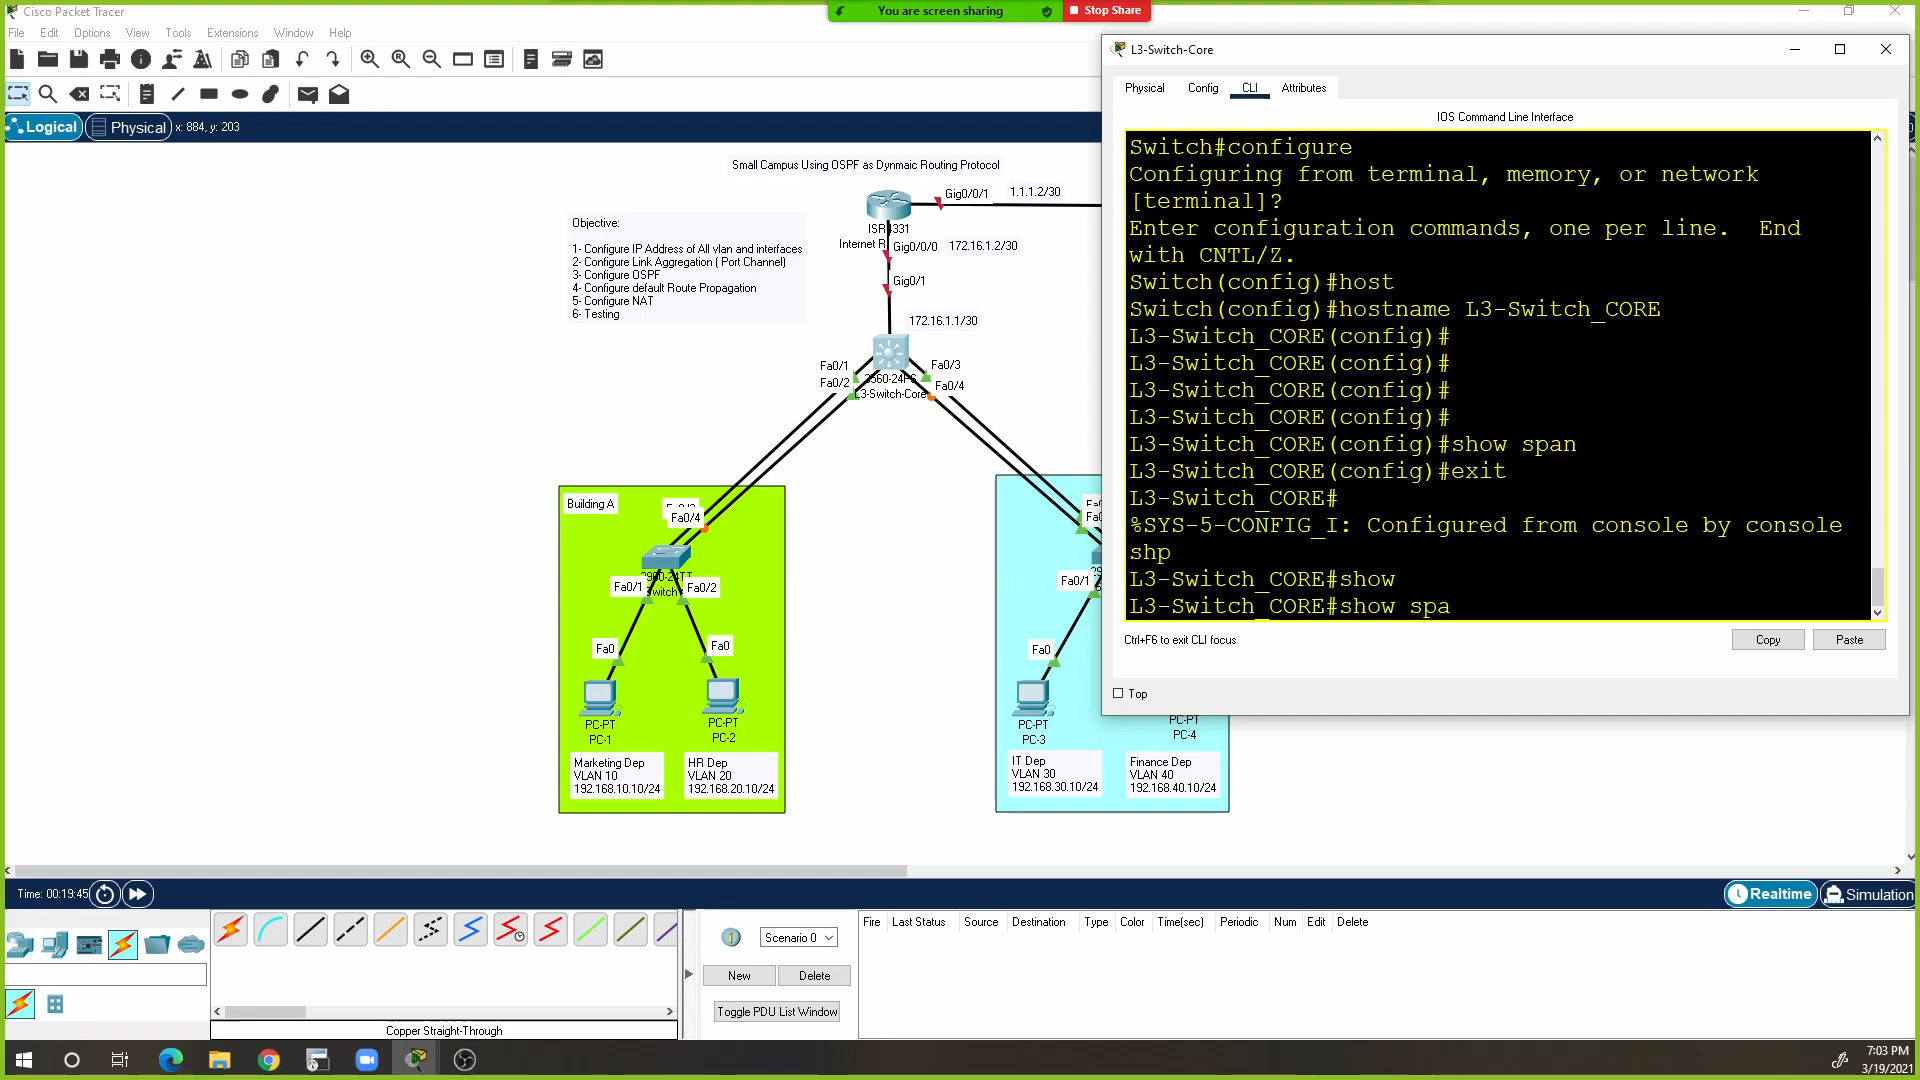 Cisco Packet Tracer
You are screen sharing
Stop Share
File Edit Options View Tools Extensions Window Help
Logical
Physical
x: 884, y: 203
Small Campus Using OSPF as Dynmaic Routing Protocol
Objective:
1- Configure IP Address of All vlan and interfaces
2- Configure Link Aggregation ( Port Channel)
3- Configure OSPF
4- Configure default Route Propagation
5- Configure NAT
6- Testing
Gig0/0/1
1.1.1.2/30
Internet R
Gig0/0/0
172.16.1.2/30
Gig0/1
172.16.1.1/30
Fa0/1
Fa0/2
Fa0/3
Fa0/4
L3-Switch-Core
Building A
Fa0/4
Fa0/1
Fa0/2
Fa0
Fa0
PC-PT
PC-1
PC-PT
PC-2
Marketing Dep
VLAN 10
192.168.10.10/24
HR Dep
VLAN 20
192.168.20.10/24
Fa0/1
Fa0
PC-PT
PC-3
PC-PT
PC-4
IT Dep
VLAN 30
192.168.30.10/24
Finance Dep
VLAN 40
192.168.40.10/24
L3-Switch-Core
Physical Config CLI Attributes
IOS Command Line Interface
Switch#configure
Configuring from terminal, memory, or network
[terminal]?
Enter configuration commands, one per line. End
with CNTL/Z.
Switch(config)#host
Switch(config)#hostname L3-Switch_CORE
L3-Switch_CORE(config)#
L3-Switch_CORE(config)#
L3-Switch_CORE(config)#
L3-Switch_CORE(config)#
L3-Switch_CORE(config)#show span
L3-Switch_CORE(config)#exit
L3-Switch_CORE#
%SYS-5-CONFIG_I: Configured from console by console
shp
L3-Switch_CORE#show
L3-Switch_CORE#show spa
Ctrl+F6 to exit CLI focus
Copy
Paste
Top
Time: 00:19:45
Realtime
Simulation
Scenario 0
New
Delete
Toggle PDU List Window
Fire Last Status Source Destination Type Color Time(sec) Periodic Num Edit Delete
Copper Straight-Through
7:03 PM
3/19/2021